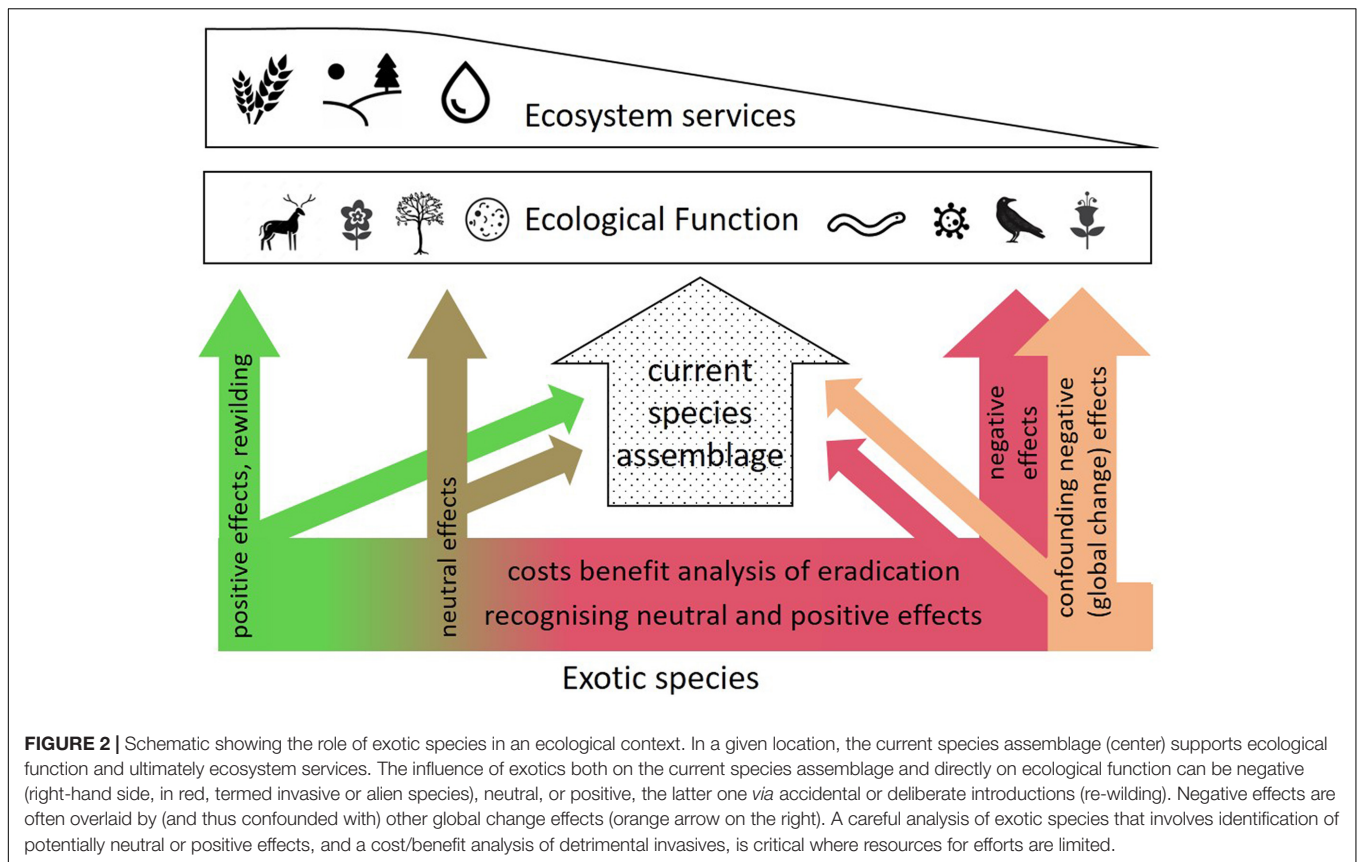 Ecosystem services
Ecological Function
current
species
assemblage
positive effects, rewilding
neutral effects
negative
effects
confounding negative
(global change) effects
costs benefit analysis of eradication
recognising neutral and positive effects
Exotic species
FIGURE 2 | Schematic showing the role of exotic species in an ecological context. In a given location, the current species assemblage (center) supports ecological
function and ultimately ecosystem services. The influence of exotics both on the current species assemblage and directly on ecological function can be negative
(right-hand side, in red, termed invasive or alien species), neutral, or positive, the latter one via accidental or deliberate introductions (re-wilding). Negative effects are
often overlaid by (and thus confounded with) other global change effects (orange arrow on the right). A careful analysis of exotic species that involves identification of
potentially neutral or positive effects, and a cost/benefit analysis of detrimental invasives, is critical where resources for efforts are limited.